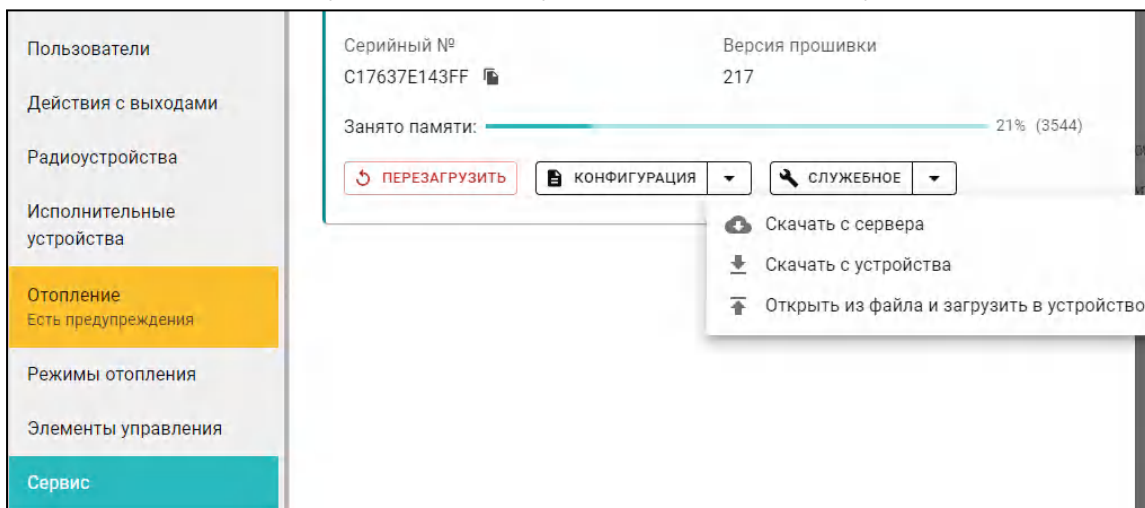 Пользователи
Действия с выходами
Радиоустройства
Исполнительные
устройства
Отопление
Есть предупреждения
Режимы отопления
Элементы управления
Сервис
Серийный № Версия прошивки
C17637E143FF 217
Занято памяти: 21% (3544)
ПЕРЕЗАГРУЗИТЬ КОНФИГУРАЦИЯ СЛУЖЕБНОЕ
Скачать с сервера
Скачать с устройства
Открыть из файла и загрузить в устройство